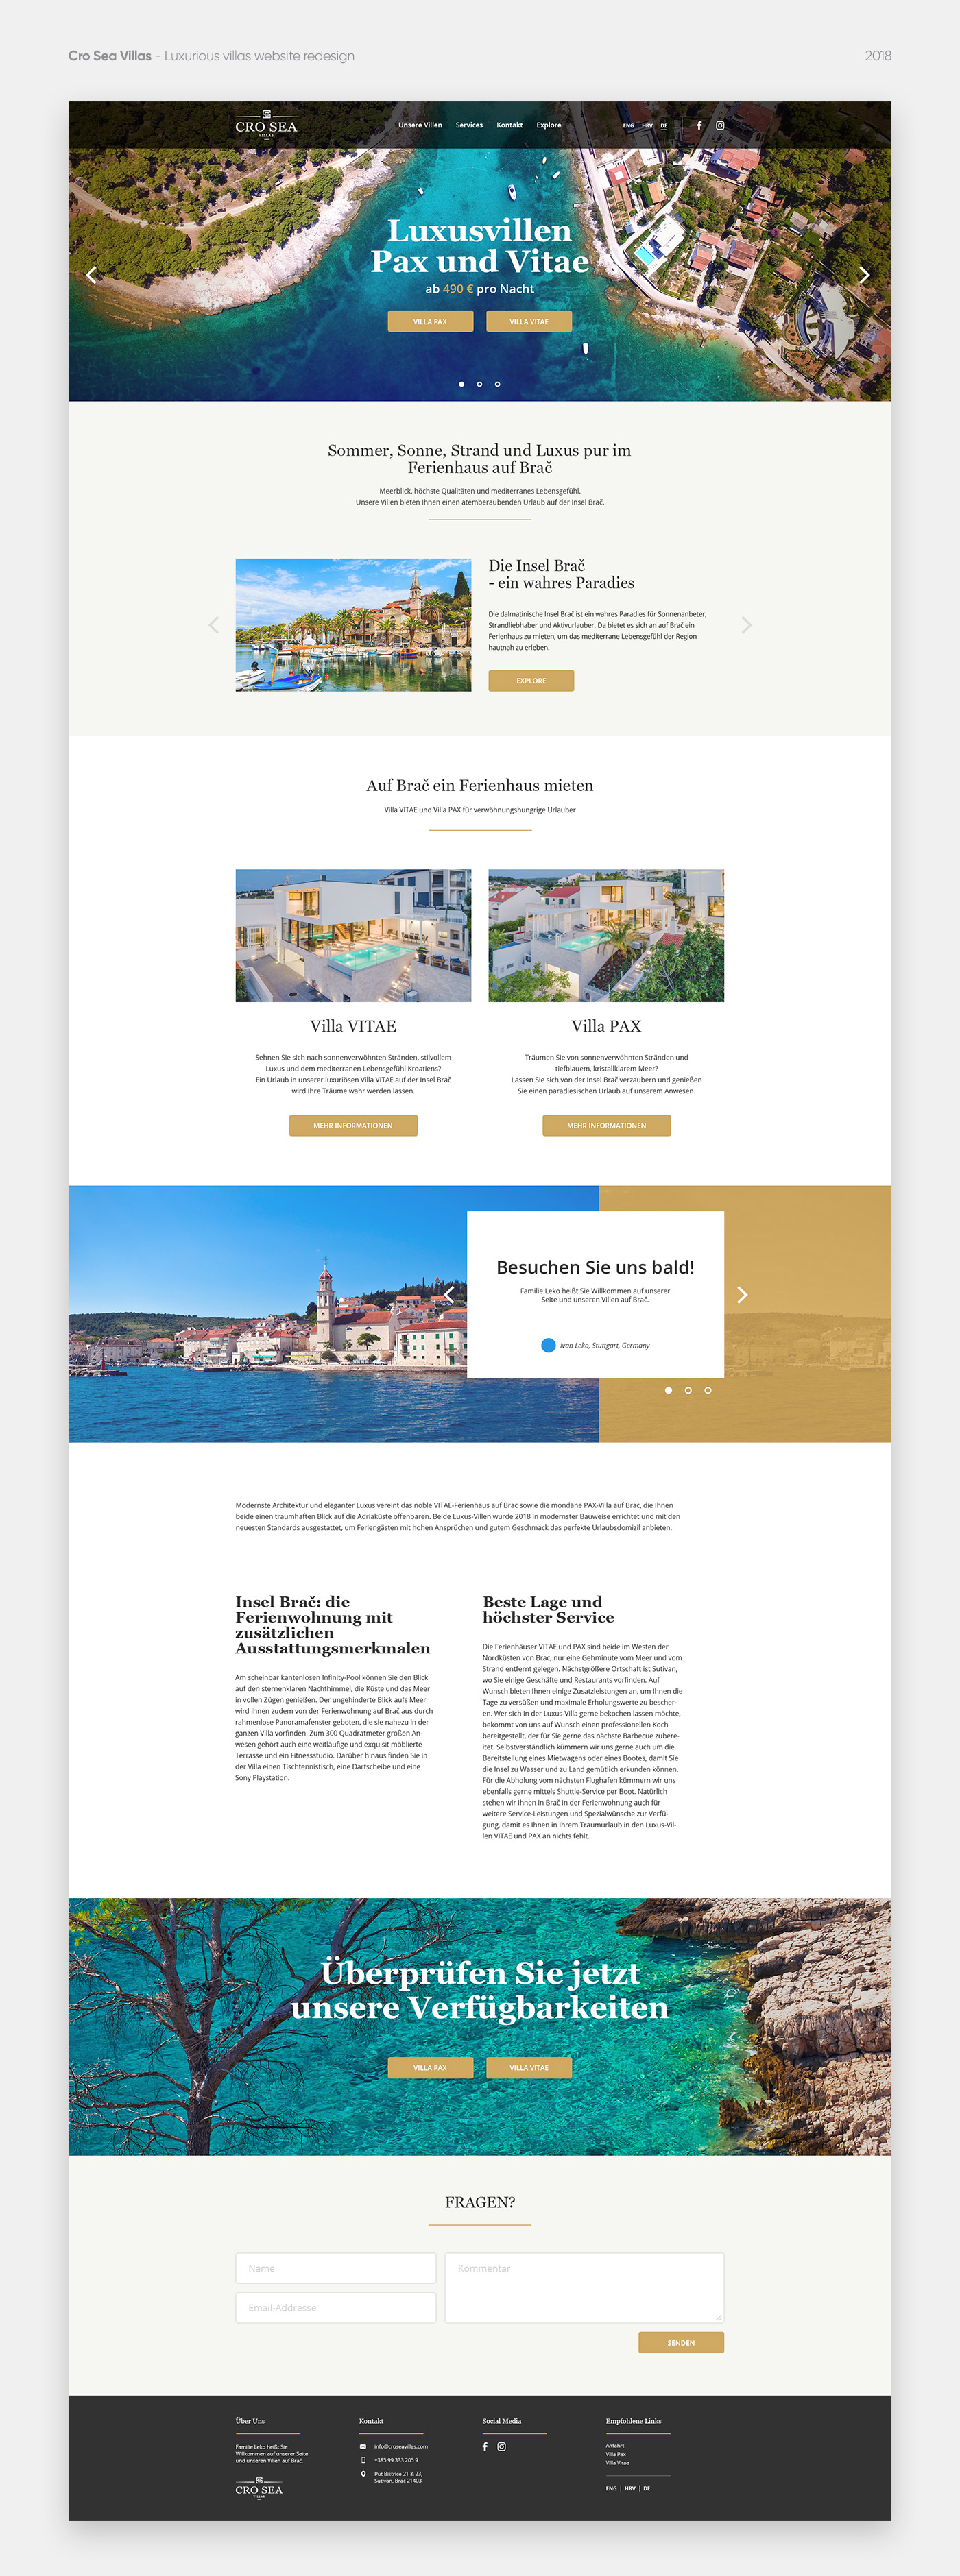 Cro Sea Villas - Luxurious villas website redesign
2018
CRO SEA
VILLAS
Unsere Villen Services Kontakt Explore
ENG HRV DE
Luxusvillen
Pax und Vitae
ab 490 € pro Nacht
VILLA PAX VILLA VITAE
Sommer, Sonne, Strand und Luxus pur im
Ferienhaus auf Brač
Meerblick, höchste Qualitäten und mediterranes Lebensgefühl.
Unsere Villen bieten Ihnen einen atemberaubenden Urlaub auf der Insel Brač.
Die Insel Brač
- ein wahres Paradies
Die dalmatinische Insel Brač ist ein wahres Paradies für Sonnenanbeter,
Strandliebhaber und Aktivurlauber. Da bietet es sich an auf Brač ein
Ferienhaus zu mieten, um das mediterrane Lebensgefühl der Region
hautnah zu erleben.
EXPLORE
Auf Brač ein Ferienhaus mieten
Villa VITAE und Villa PAX für verwöhnungshungrige Urlauber
Villa VITAE
Sehnen Sie sich nach sonnenverwöhnten Stränden, stilvollem
Luxus und dem mediterranen Lebensgefühl Kroatiens?
Ein Urlaub in unserer luxuriösen Villa VITAE auf der Insel Brač
wird Ihre Träume wahr werden lassen.
MEHR INFORMATIONEN
Villa PAX
Träumen Sie von sonnenverwöhnten Stränden und
tiefblauem, kristallklarem Meer?
Lassen Sie sich von der Insel Brač verzaubern und genießen
Sie einen paradiesischen Urlaub auf unserem Anwesen.
MEHR INFORMATIONEN
Besuchen Sie uns bald!
Familie Leko heißt Sie Willkommen auf unserer
Seite und unseren Villen auf Brač.
Ivan Leko, Stuttgart, Germany
Modernste Architektur und eleganter Luxus vereint das noble VITAE-Ferienhaus auf Brac sowie die mondäne PAX-Villa auf Brac, die Ihnen
beide einen traumhaften Blick auf die Adriaküste offenbaren. Beide Luxus-Villen wurde 2018 in modernster Bauweise errichtet und mit den
neuesten Standards ausgestattet, um Feriengästen mit hohen Ansprüchen und gutem Geschmack das perfekte Urlaubsdomizil anbieten.
Insel Brač: die
Ferienwohnung mit
zusätzlichen
Ausstattungsmerkmalen
Am scheinbar kantenlosen Infinity-Pool können Sie den Blick
auf den sternenklaren Nachthimmel, die Küste und das Meer
in vollen Zügen genießen. Der ungehinderte Blick aufs Meer
wird Ihnen zudem von der Ferienwohnung auf Brač aus durch
rahmenlose Panoramafenster geboten, die sie nahezu in der
ganzen Villa vorfinden. Zum 300 Quadratmeter großen An-
wesen gehört auch eine weitläufige und exquisit möblierte
Terrasse und ein Fitnessstudio. Darüber hinaus finden Sie in
der Villa einen Tischtennistisch, eine Dartscheibe und eine
Sony Playstation.
Beste Lage und
höchster Service
Die Ferienhäuser VITAE und PAX sind beide im Westen der
Nordküsten von Brac, nur eine Gehminute vom Meer und vom
Strand entfernt gelegen. Nächstgrößere Ortschaft ist Sutivan,
wo Sie einige Geschäfte und Restaurants vorfinden. Auf
Wunsch bieten Ihnen einige Zusatzleistungen an, um Ihnen die
Tage zu versüßen und maximale Erholungswerte zu bescher-
en. Wer sich in der Luxus-Villa gerne bekochen lassen möchte,
bekommt von uns auf Wunsch einen professionellen Koch
bereitgestellt, der für Sie gerne das nächste Barbecue zubere-
itet. Selbstverständlich kümmern wir uns gerne auch um die
Bereitstellung eines Mietwagens oder eines Bootes, damit Sie
die Insel zu Wasser und zu Land gemütlich erkunden können.
Für die Abholung vom nächsten Flughafen kümmern wir uns
ebenfalls gerne mittels Shuttle-Service per Boot. Natürlich
stehen wir Ihnen in Brač in der Ferienwohnung auch für
weitere Service-Leistungen und Spezialwünsche zur Verfü-
gung, damit es Ihnen in Ihrem Traumurlaub in den Luxus-Vil-
len VITAE und PAX an nichts fehlt.
Überprüfen Sie jetzt
unsere Verfügbarkeiten
VILLA PAX VILLA VITAE
FRAGEN?
Name
Email-Addresse
Kommentar
SENDEN
Über Uns
Familie Leko heißt Sie
Willkommen auf unserer Seite
und unseren Villen auf Brač.
CRO SEA
VILLAS
Kontakt
info@croseavillas.com
+385 99 333 205 9
Put Bistrice 21 & 23,
Sutivan, Brač 21403
Social Media
Empfohlene Links
Anfahrt
Villa Pax
Villa Vitae
ENG | HRV | DE